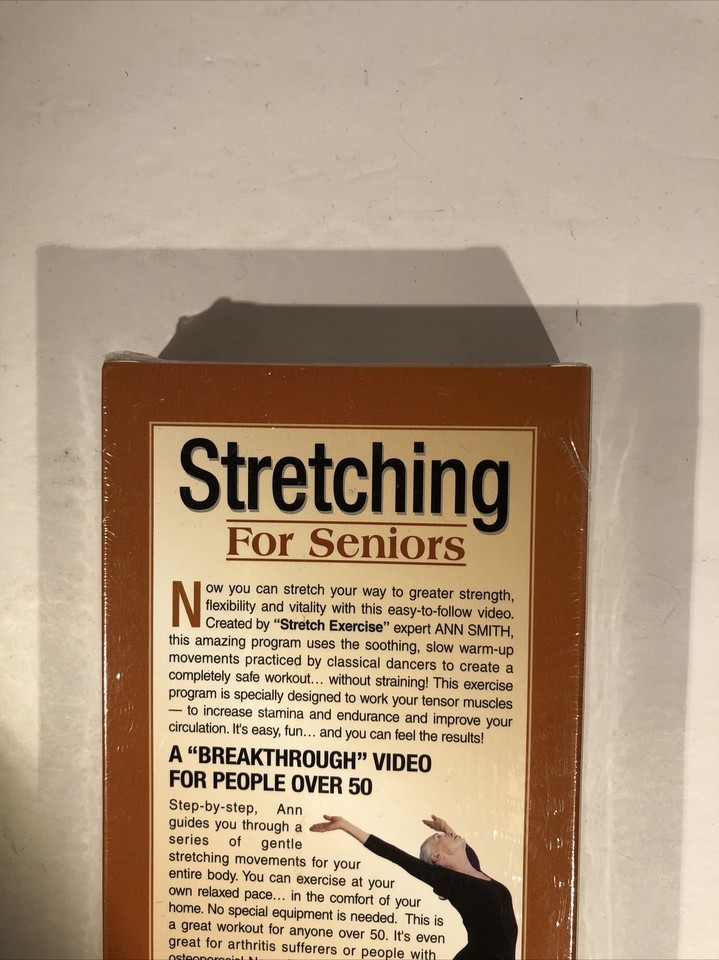 Stretching
For Seniors
Now you can stretch your way to greater strength,
flexibility and vitality with this easy-to-follow video.
Created by “Stretch Exercise” expert ANN SMITH,
this amazing program uses the soothing, slow warm-up
movements practiced by classical dancers to create a
completely safe workout... without straining! This exercise
program is specially designed to work your tensor muscles
— to increase stamina and endurance and improve your
circulation. It's easy, fun... and you can feel the results!
A “BREAKTHROUGH” VIDEO
FOR PEOPLE OVER 50
Step-by-step, Ann
guides you through a
series of gentle
stretching movements for your
entire body. You can exercise at your
own relaxed pace... in the comfort of your
home. No special equipment is needed. This is
a great workout for anyone over 50. It's even
great for arthritis sufferers or people with